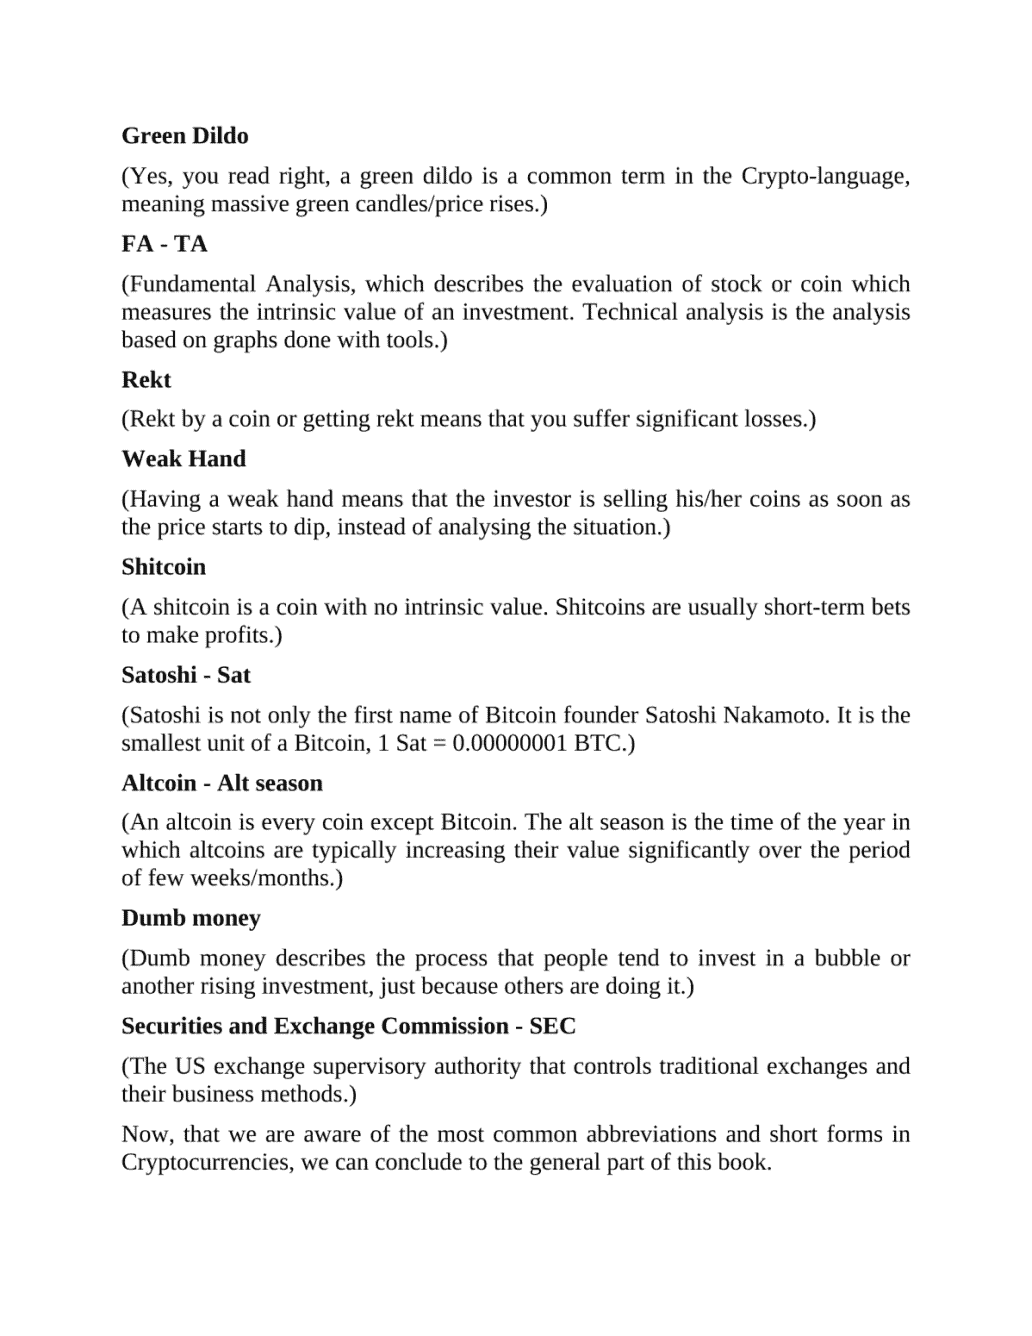 Green Dildo
(Yes, you read right, a green dildo is a common term in the Crypto-language,
meaning massive green candles/price rises.)
FA - TA
(Fundamental Analysis, which describes the evaluation of stock or coin which
measures the intrinsic value of an investment. Technical analysis is the analysis
based on graphs done with tools.)
Rekt
(Rekt by a coin or getting rekt means that you suffer significant losses.)
Weak Hand
(Having a weak hand means that the investor is selling his/her coins as soon as
the price starts to dip, instead of analysing the situation.)
Shitcoin
(A shitcoin is a coin with no intrinsic value. Shitcoins are usually short-term bets
to make profits.)
Satoshi - Sat
(Satoshi is not only the first name of Bitcoin founder Satoshi Nakamoto. It is the
smallest unit of a Bitcoin, 1 Sat = 0.00000001 BTC.)
Altcoin - Alt season
(An altcoin is every coin except Bitcoin. The alt season is the time of the year in
which altcoins are typically increasing their value significantly over the period
of few weeks/months.)
Dumb money
(Dumb money describes the process that people tend to invest in a bubble or
another rising investment, just because others are doing it.)
Securities and Exchange Commission - SEC
(The US exchange supervisory authority that controls traditional exchanges and
their business methods.)
Now, that we are aware of the most common abbreviations and short forms in
Cryptocurrencies, we can conclude to the general part of this book.